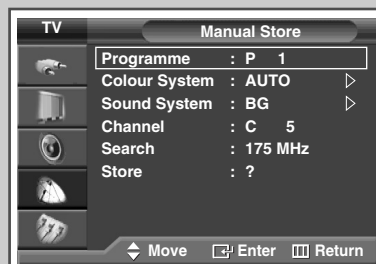 TV
Manual Store
Programme : P 1
Colour System : AUTO
Sound System : BG
Channel : C 5
Search : 175 MHz
Store : ?
Move Enter Return